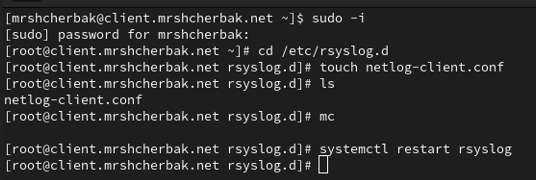 [mrshcherbak@client.mrshcherbak.net ~]$ sudo -i
[sudo] password for mrshcherbak:
[root@client.mrshcherbak.net ~]# cd /etc/rsyslog.d
[root@client.mrshcherbak.net rsyslog.d]# touch netlog-client.conf
[root@client.mrshcherbak.net rsyslog.d]# ls
netlog-client.conf
[root@client.mrshcherbak.net rsyslog.d]# mc
[root@client.mrshcherbak.net rsyslog.d]# systemctl restart rsyslog
[root@client.mrshcherbak.net rsyslog.d]#